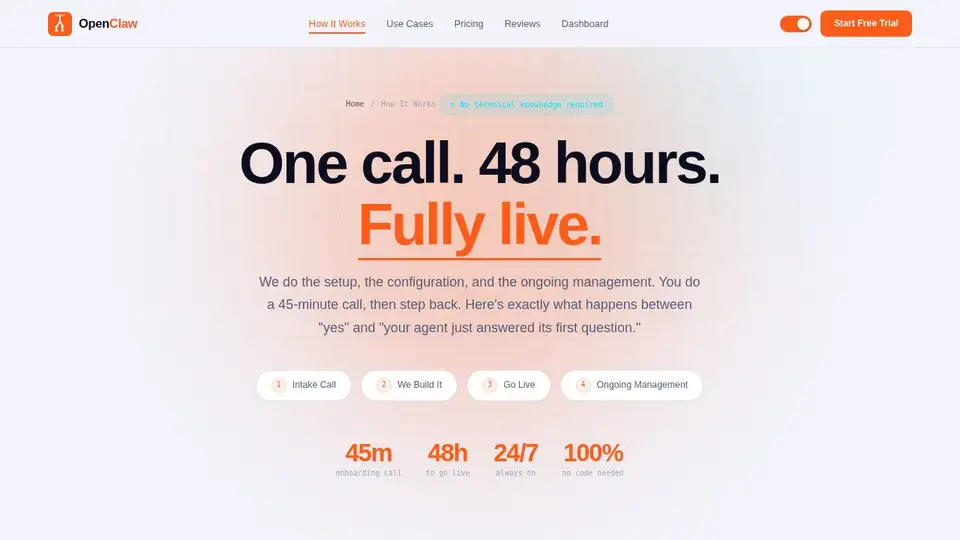 OpenClaw
How It Works
Use Cases
Pricing
Reviews
Dashboard
Start Free Trial
Home / How It Works
No technical knowledge required
One call. 48 hours.
Fully live.
We do the setup, the configuration, and the ongoing management. You do
a 45-minute call, then step back. Here's exactly what happens between
"yes" and "your agent just answered its first question."
1 Intake Call
2 We Build It
3 Go Live
4 Ongoing Management
45m
onboarding call
48h
to go live
24/7
always on
100%
no code needed